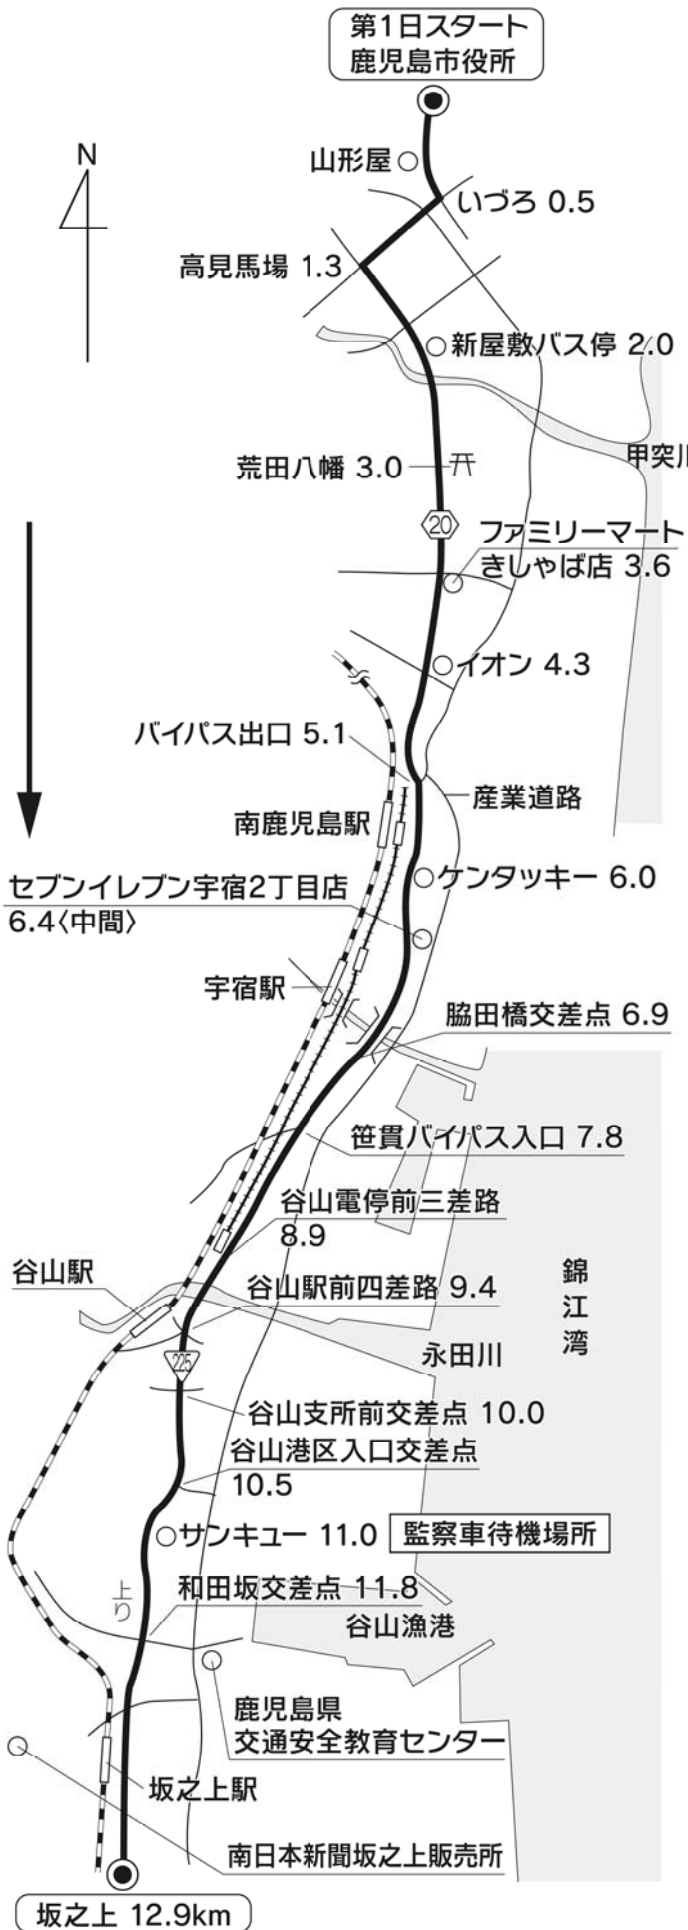 第1日スタート
鹿児島市役所
N
山形屋
いづろ 0.5
高見馬場 1.3
新屋敷バス停 2.0
甲突川
荒田八幡 3.0
20
ファミリーマート
きしゃば店 3.6
イオン 4.3
バイパス出口 5.1
産業道路
南鹿児島駅
ケンタッキー 6.0
セブンイレブン宇宿2丁目店
6.4〈中間〉
宇宿駅
脇田橋交差点 6.9
笹貫バイパス入口 7.8
谷山電停前三差路
8.9
谷山駅
谷山駅前四差路 9.4
錦江湾
永田川
225
谷山支所前交差点 10.0
谷山港区入口交差点
10.5
サンキュー 11.0
監察車待機場所
上り
和田坂交差点 11.8
谷山漁港
鹿児島県
交通安全教育センター
坂之上駅
南日本新聞坂之上販売所
坂之上 12.9km